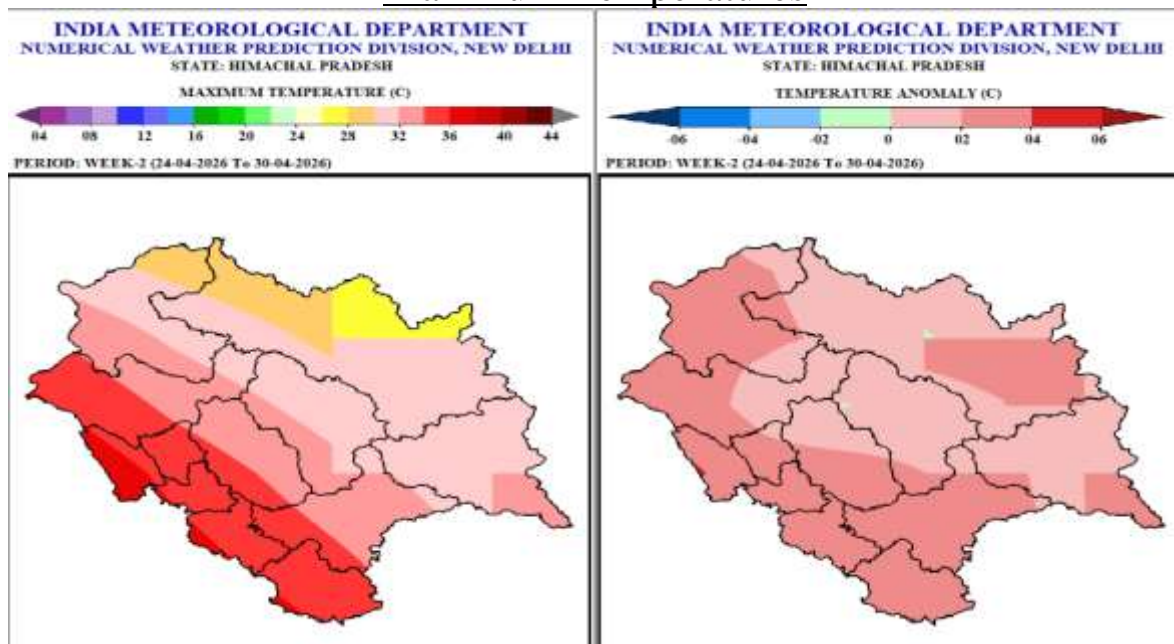 Maximum Temperatures
INDIA METEOROLOGICAL DEPARTMENT
NUMERICAL WEATHER PREDICTION DIVISION, NEW DELHI
STATE: HIMACHAL PRADESH
MAXIMUM TEMPERATURE (C)
04 08 12 16 20 24 28 32 36 40 44
PERIOD: WEEK-2 (24-04-2026 To 30-04-2026)
INDIA METEOROLOGICAL DEPARTMENT
NUMERICAL WEATHER PREDICTION DIVISION, NEW DELHI
STATE: HIMACHAL PRADESH
TEMPERATURE ANOMALY (C)
-06 -04 -02 0 02 04 06
PERIOD: WEEK-2 (24-04-2026 To 30-04-2026)